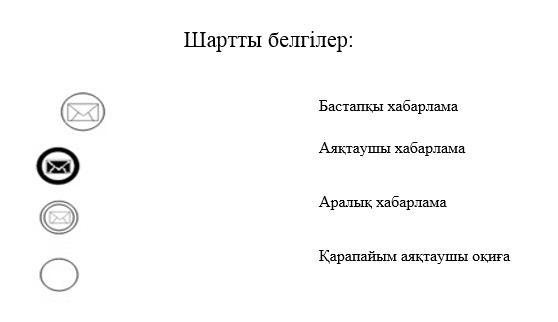 Шартты белгілер:
Бастапқы хабарлама
Аяқтаушы хабарлама
Аралық хабарлама
Қарапайым аяқтаушы оқиға